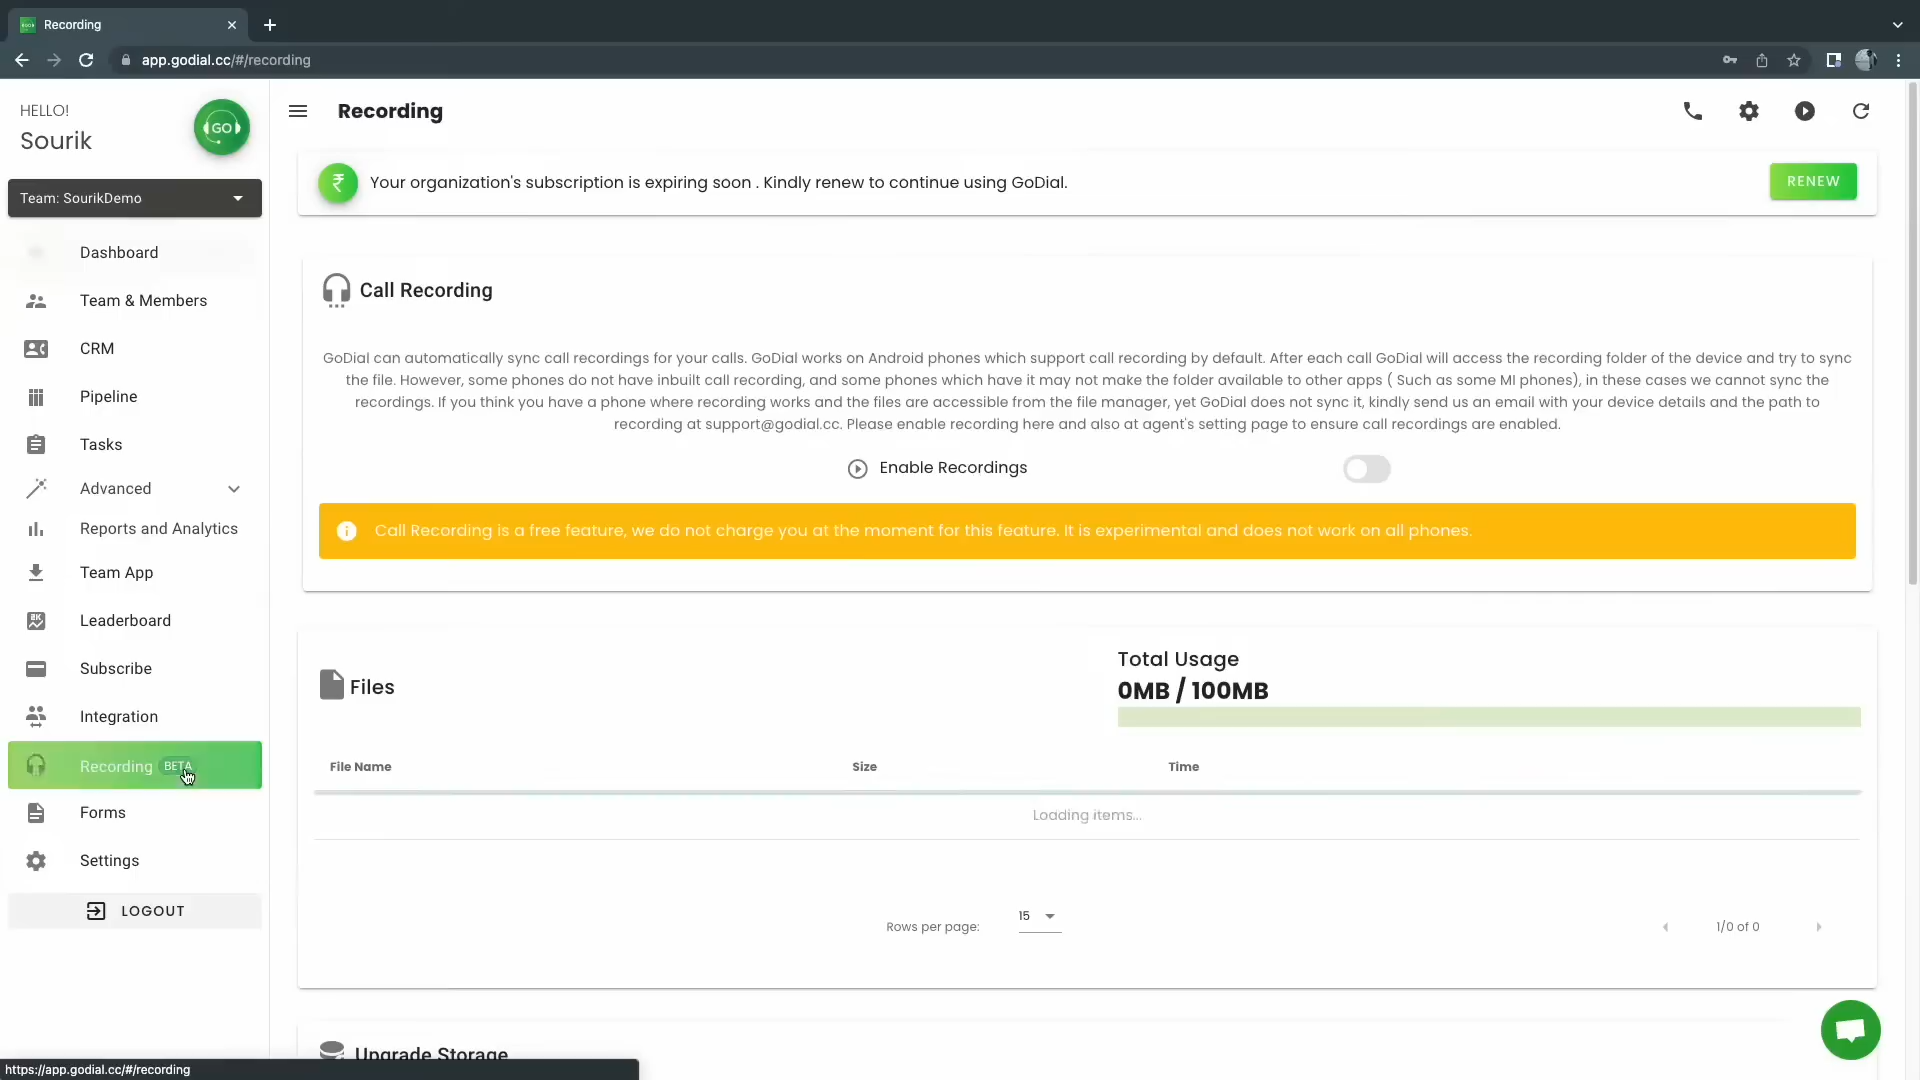 Recording
app.godial.cc/#/recording
HELLO!
Sourik
GO
Team: SourikDemo
Dashboard
Team & Members
CRM
Pipeline
Tasks
Advanced
Reports and Analytics
Team App
Leaderboard
Subscribe
Integration
Recording BETA
Forms
Settings
LOGOUT
Recording
₹ Your organization's subscription is expiring soon . Kindly renew to continue using GoDial.
RENEW
Call Recording
GoDial can automatically sync call recordings for your calls. GoDial works on Android phones which support call recording by default. After each call GoDial will access the recording folder of the device and try to sync
the file. However, some phones do not have inbuilt call recording, and some phones which have it may not make the folder available to other apps ( Such as some MI phones), in these cases we cannot sync the
recordings. If you think you have a phone where recording works and the files are accessible from the file manager, yet GoDial does not sync it, kindly send us an email with your device details and the path to
recording at support@godial.cc. Please enable recording here and also at agent's setting page to ensure call recordings are enabled.
Enable Recordings
Call Recording is a free feature, we do not charge you at the moment for this feature. It is experimental and does not work on all phones.
Files
Total Usage
0MB / 100MB
File Name Size Time
Loading items...
Rows per page: 15 1/0 of 0
Upgrade Storage
https://app.godial.cc/#/recording